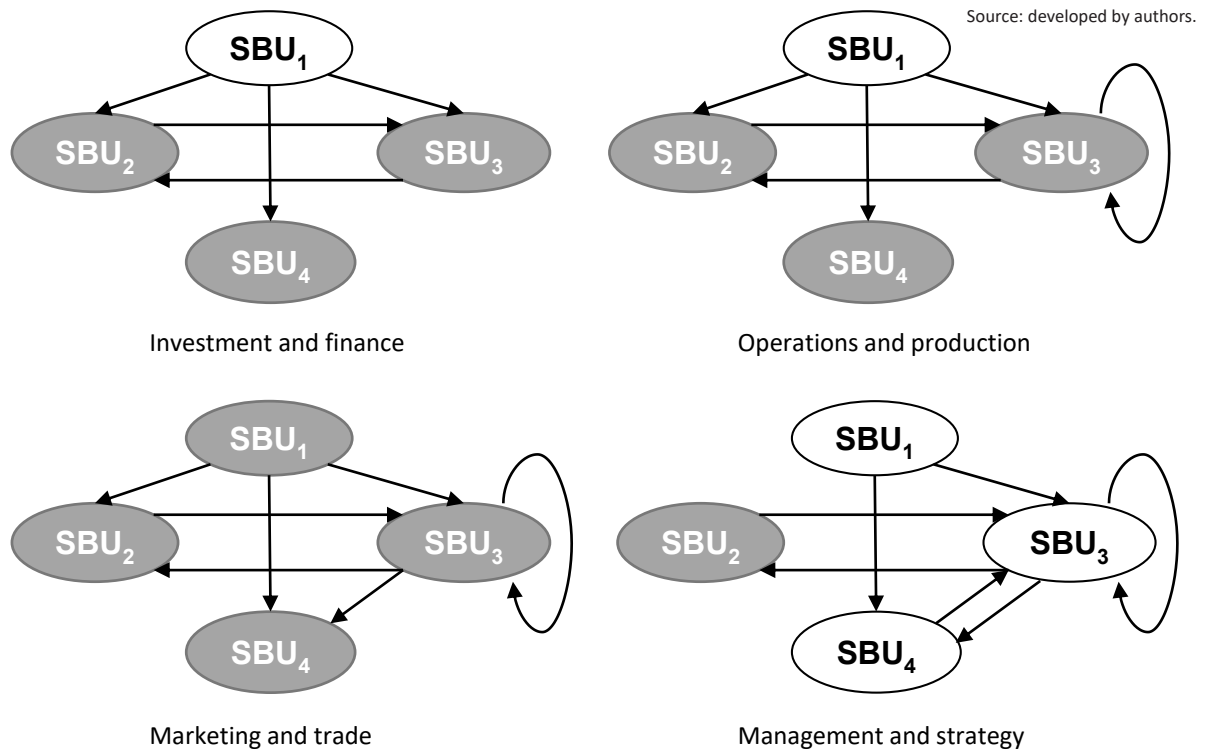 Source: developed by authors.
SBU₁
SBU₂
SBU₃
SBU₄
Investment and finance
SBU₁
SBU₂
SBU₃
SBU₄
Operations and production
SBU₁
SBU₂
SBU₃
SBU₄
Marketing and trade
SBU₁
SBU₂
SBU₃
SBU₄
Management and strategy